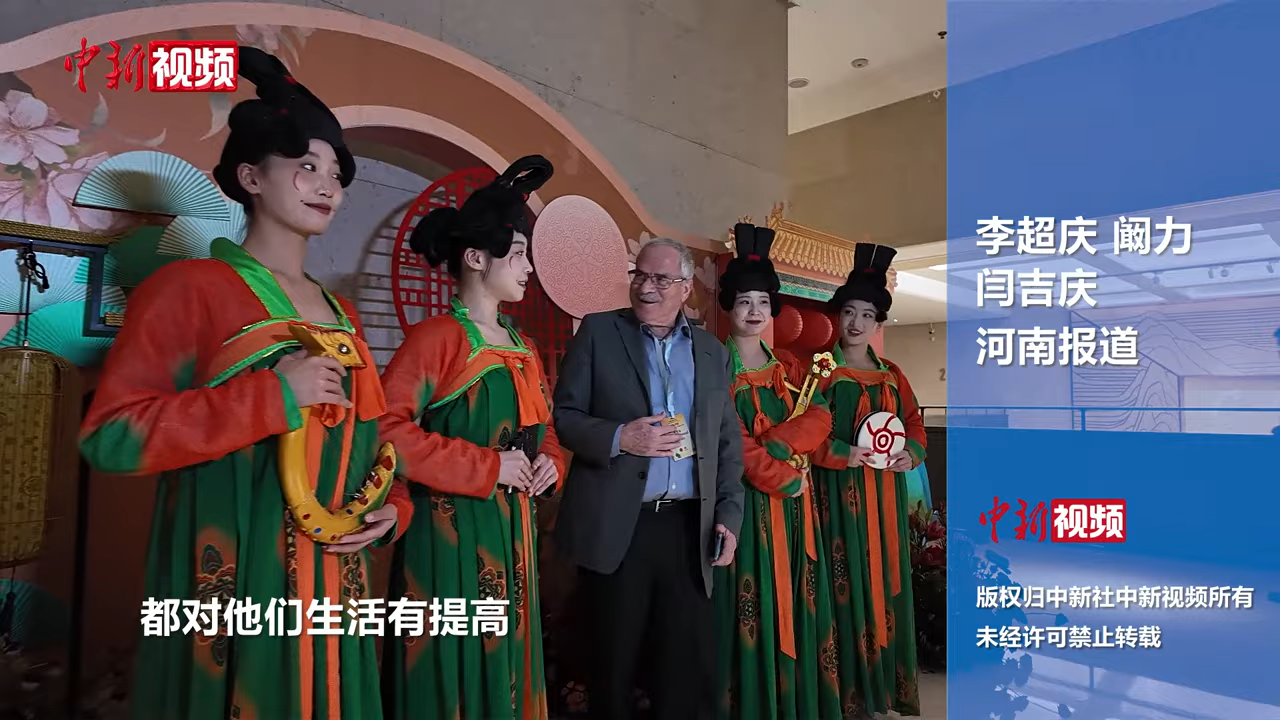 中新视频
李超庆 阚力
闫吉庆
河南报道
都对他们生活有提高
中新视频
版权归中新社中新视频所有
未经许可禁止转载